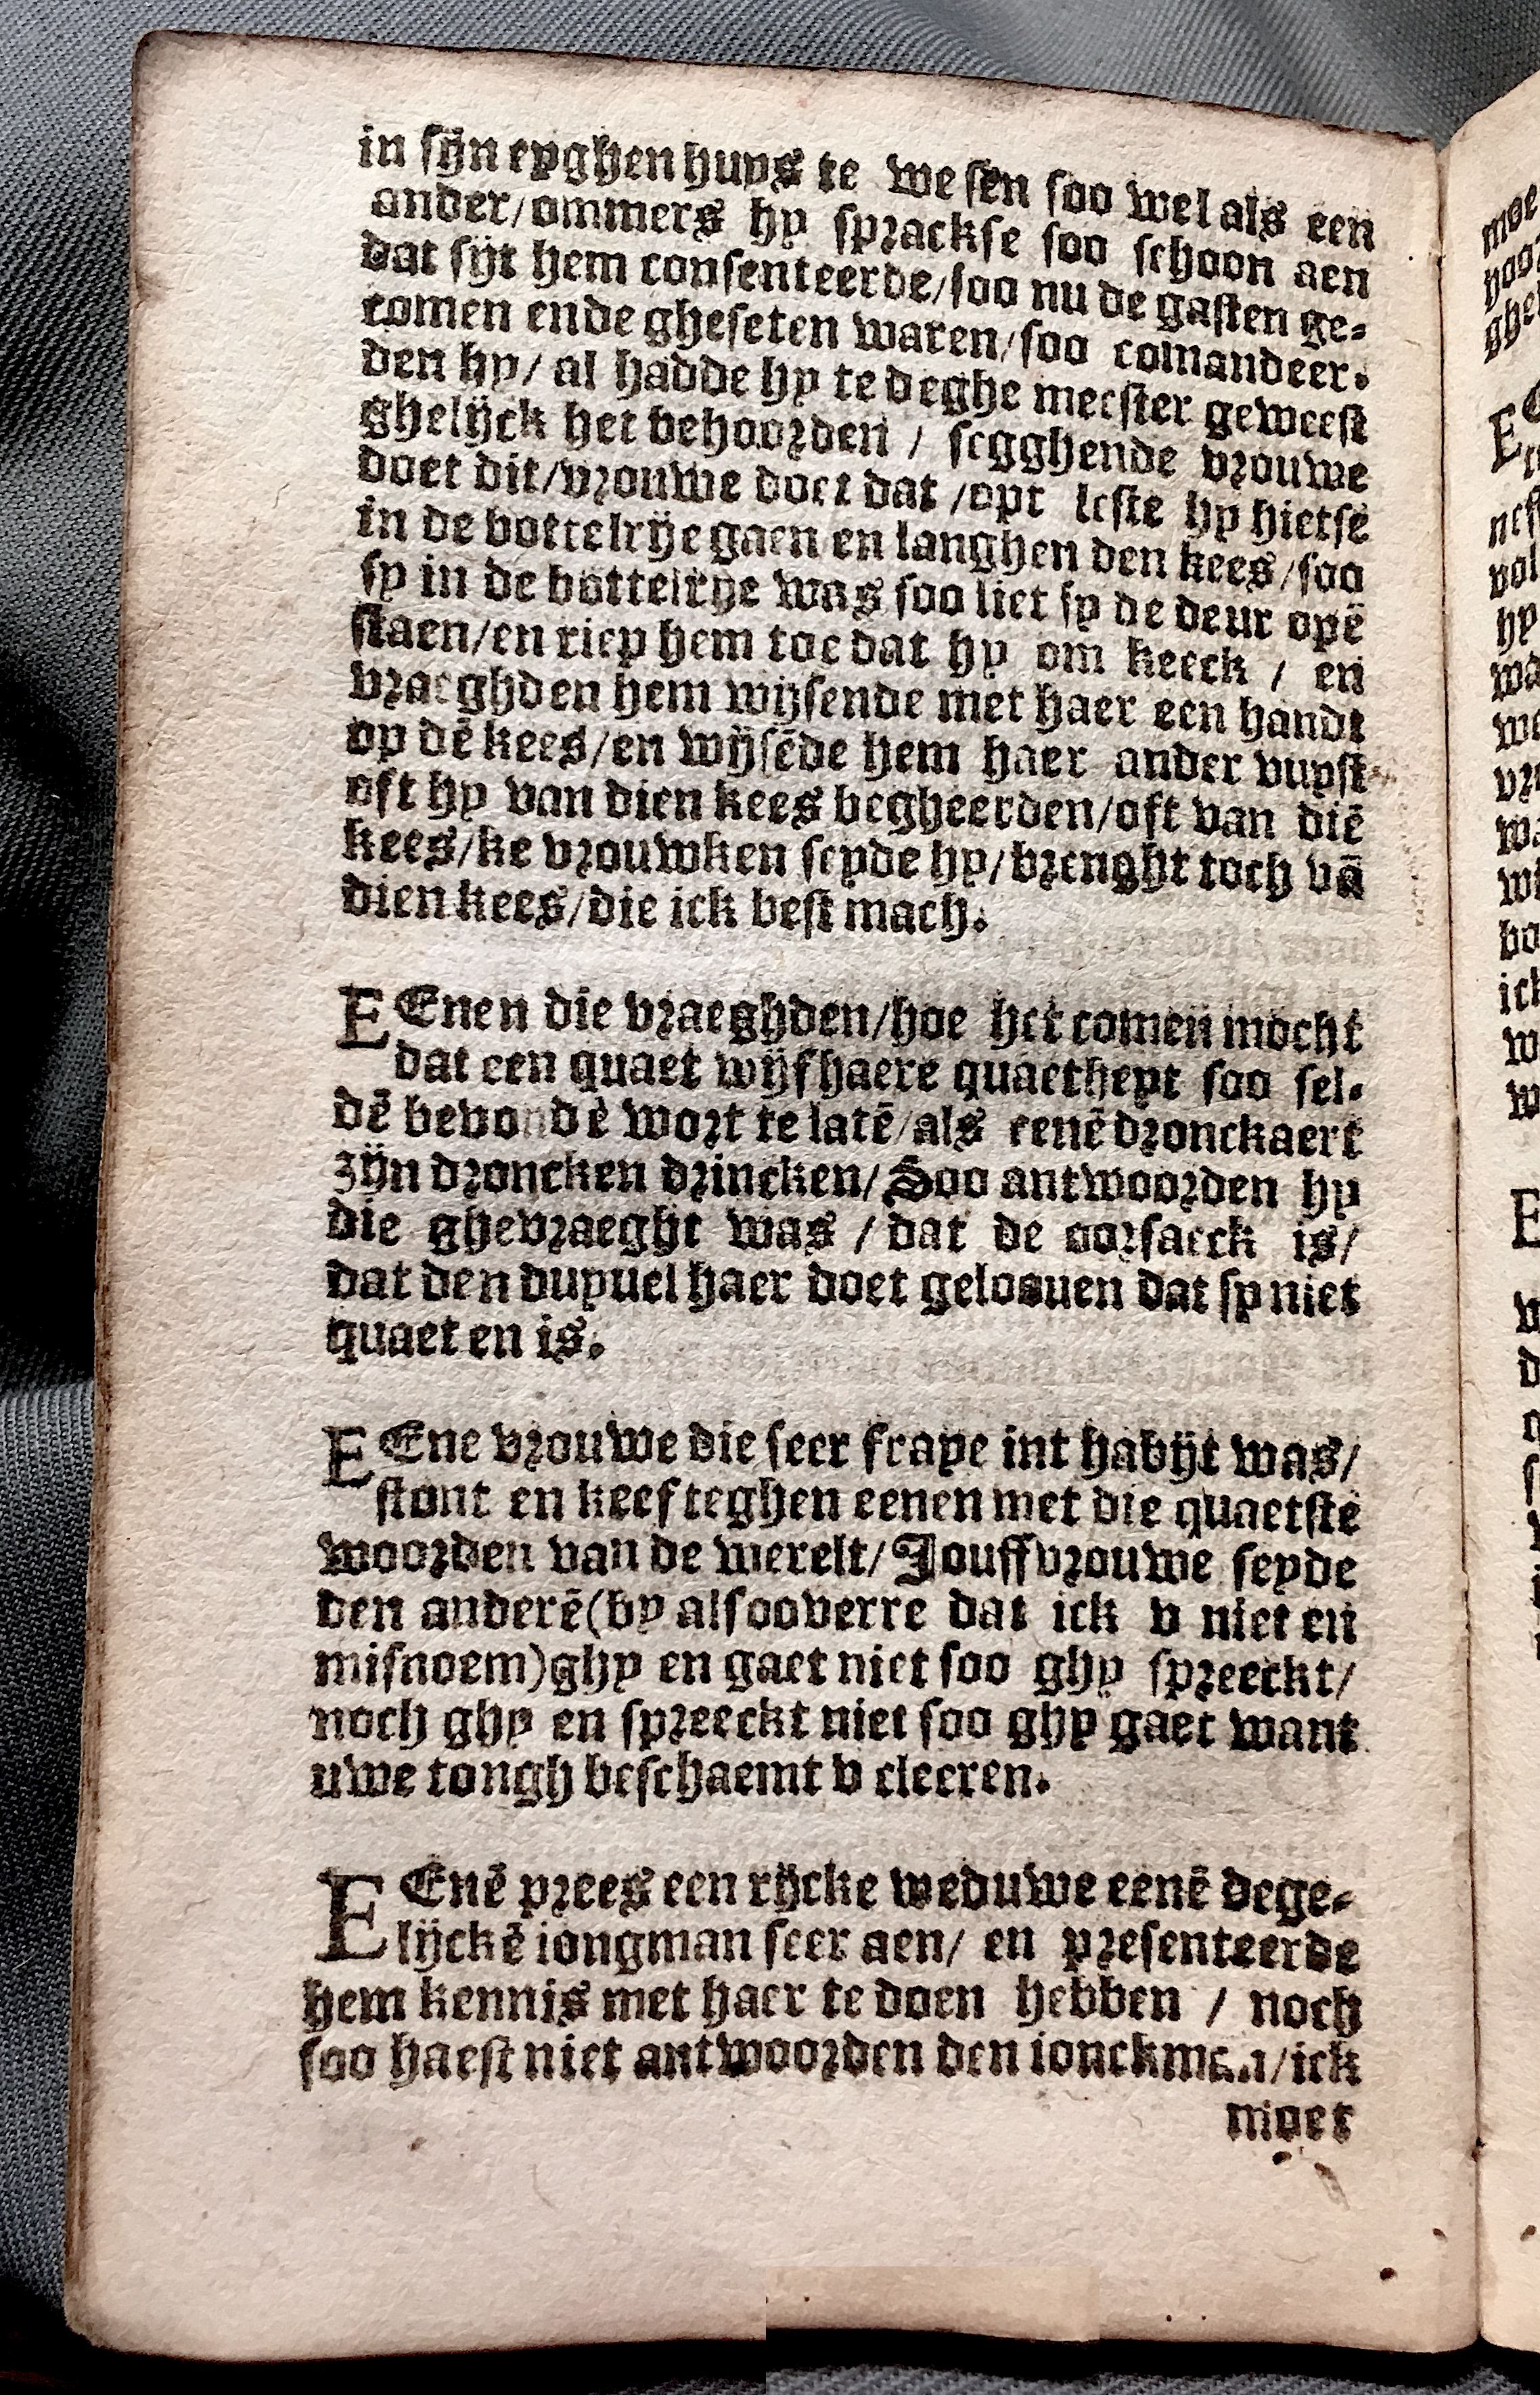 in sijn eyghen huys te wesen soo wel als een
ander/ommers hy sprackse soo schoon aen
dat sijt hem consenteerde/soo nu de gasten ge-
comen ende gheseten waren/soo comandeer-
den hy/ al hadde hy te deghe meester geweest
ghelijck het behoorden / segghende vrouwe
doet dit/vrouwe doet dat /opt leste hy hietse
in de bottelrije gaen en langhen den kees/soo
sy in de bottelrije was soo liet sy de deur opē
staen/en riep hem toe dat hy om keeck / en
vraeghden hem wijsende met haer een handt
op dē kees/en wijsēde hem haer ander vuyst
oft hy van dien kees begheerden/oft van diē
kees/ke vrouwken seyde hy/brenght toch vā
dien kees/die ick best mach.
EEnen die vraeghden/hoe het comen mocht
dat een quaet wijf haere quaetheyt soo sel-
dē bevondē wort te latē/als eenē dronckaert
zijn droncken drincken/Soo antwoorden hy
die ghevraeght was / dat de oorsaeck is/
dat den duyuel haer doet gelooven dat sy niet
quaet en is.
EEne vrouwe die seer fraye int habijt was/
stont en keef teghen eenen met die quaetste
woorden van de werelt/Jouffvrouwe seyde
den anderē(by alsooverre dat ick v niet en
misnoem)ghy en gaet niet soo ghy spreeckt/
noch ghy en spreeckt niet soo ghy gaet want
uwe tongh beschaemt v cleeren.
EEnē prees een rijcke weduwe eenē dege-
lijckē iongman seer aen/ en presenteerde
hem kennis met haer te doen hebben / noch
soo haest niet antwoorden den ionckman/ick
moet